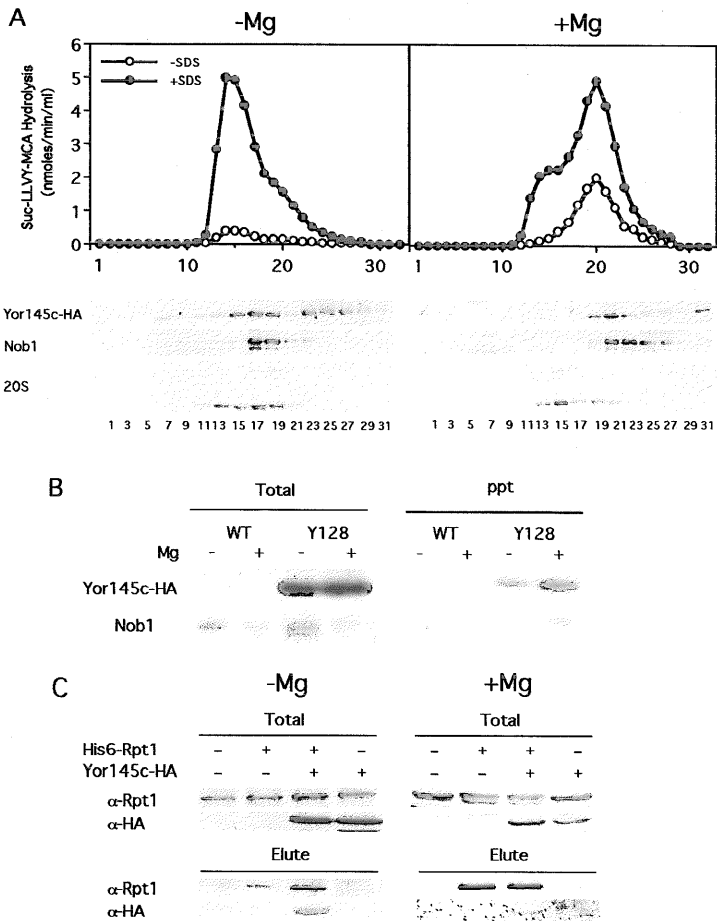 A
-Mg
+Mg
Suc-LLVY-MCA Hydrolysis
(nmoles/min/ml)
6
5
4
3
2
1
0
-SDS
+SDS
1 10 20 30
1 10 20 30
Yor145c-HA
Nob1
20S
1 3 5 7 9 11 13 15 17 19 21 23 25 27 29 31
1 3 5 7 9 11 13 15 17 19 21 23 25 27 29 31
B
Total
ppt
WT Y128
WT Y128
Mg - + - +
- + - +
Yor145c-HA
Nob1
C
-Mg
+Mg
Total
Total
His6-Rpt1 - + + -
- + + -
Yor145c-HA - - + +
- - + +
α-Rpt1
α-HA
Elute
Elute
α-Rpt1
α-HA